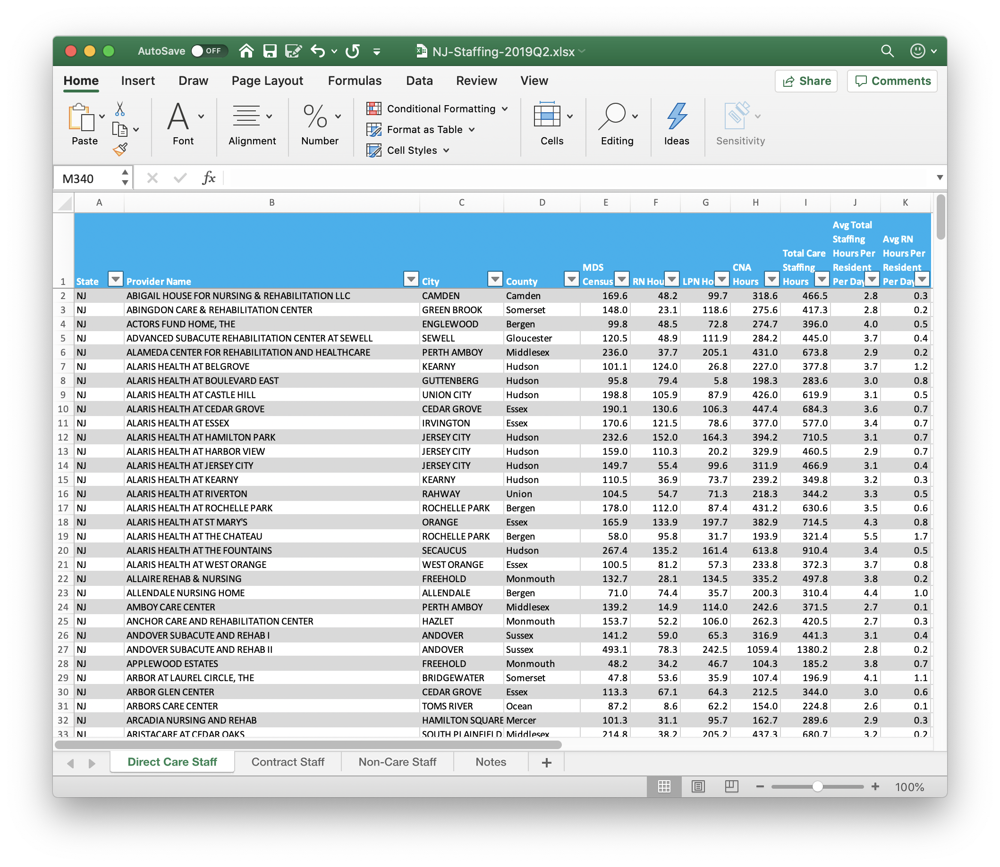 AutoSave OFF NJ-Staffing-2019Q2.xlsx
Home Insert Draw Page Layout Formulas Data Review View Share Comments
Paste Font Alignment Number Conditional Formatting Format as Table Cell Styles Cells Editing Ideas Sensitivity
M340 fx
A B C D E F G H I J K
1 State Provider Name City County MDS Census RN Hou LPN Ho CNA Hours Total Care Staffing Hours Avg Total Staffing Hours Per Resident Per Day Avg RN Hours Per Resident Per Day
2 NJ ABIGAIL HOUSE FOR NURSING & REHABILITATION LLC CAMDEN Camden 169.6 48.2 99.7 318.6 466.5 2.8 0.3
3 NJ ABINGDON CARE & REHABILITATION CENTER GREEN BROOK Somerset 148.0 23.1 118.6 275.6 417.3 2.8 0.2
4 NJ ACTORS FUND HOME, THE ENGLEWOOD Bergen 99.8 48.5 72.8 274.7 396.0 4.0 0.5
5 NJ ADVANCED SUBACUTE REHABILITATION CENTER AT SEWELL SEWELL Gloucester 120.5 48.9 111.9 284.2 445.0 3.7 0.4
6 NJ ALAMEDA CENTER FOR REHABILITATION AND HEALTHCARE PERTH AMBOY Middlesex 236.0 37.7 205.1 431.0 673.8 2.9 0.2
7 NJ ALARIS HEALTH AT BELGROVE KEARNY Hudson 101.1 124.0 26.8 227.0 377.8 3.7 1.2
8 NJ ALARIS HEALTH AT BOULEVARD EAST GUTTENBERG Hudson 95.8 79.4 5.8 198.3 283.6 3.0 0.8
9 NJ ALARIS HEALTH AT CASTLE HILL UNION CITY Hudson 198.8 105.9 87.9 426.0 619.9 3.1 0.5
10 NJ ALARIS HEALTH AT CEDAR GROVE CEDAR GROVE Essex 190.1 130.6 106.3 447.4 684.3 3.6 0.7
11 NJ ALARIS HEALTH AT ESSEX IRVINGTON Essex 170.6 121.5 78.6 377.0 577.0 3.4 0.7
12 NJ ALARIS HEALTH AT HAMILTON PARK JERSEY CITY Hudson 232.6 152.0 164.3 394.2 710.5 3.1 0.7
13 NJ ALARIS HEALTH AT HARBOR VIEW JERSEY CITY Hudson 159.0 110.3 20.2 329.9 460.5 2.9 0.7
14 NJ ALARIS HEALTH AT JERSEY CITY JERSEY CITY Hudson 149.7 55.4 99.6 311.9 466.9 3.1 0.4
15 NJ ALARIS HEALTH AT KEARNY KEARNY Hudson 110.5 36.9 73.7 239.2 349.8 3.2 0.3
16 NJ ALARIS HEALTH AT RIVERTON RAHWAY Union 104.5 54.7 71.3 218.3 344.2 3.3 0.5
17 NJ ALARIS HEALTH AT ROCHELLE PARK ROCHELLE PARK Bergen 178.0 112.0 87.4 431.2 630.6 3.5 0.6
18 NJ ALARIS HEALTH AT ST MARY'S ORANGE Essex 165.9 133.9 197.7 382.9 714.5 4.3 0.8
19 NJ ALARIS HEALTH AT THE CHATEAU ROCHELLE PARK Bergen 58.0 95.8 31.7 193.9 321.4 5.5 1.7
20 NJ ALARIS HEALTH AT THE FOUNTAINS SECAUCUS Hudson 267.4 135.2 161.4 613.8 910.4 3.4 0.5
21 NJ ALARIS HEALTH AT WEST ORANGE WEST ORANGE Essex 100.5 81.2 57.3 233.8 372.3 3.7 0.8
22 NJ ALLAIRE REHAB & NURSING FREEHOLD Monmouth 132.7 28.1 134.5 335.2 497.8 3.8 0.2
23 NJ ALLENDALE NURSING HOME ALLENDALE Bergen 71.0 74.4 35.7 200.3 310.4 4.4 1.0
24 NJ AMBOY CARE CENTER PERTH AMBOY Middlesex 139.2 14.9 114.0 242.6 371.5 2.7 0.1
25 NJ ANCHOR CARE AND REHABILITATION CENTER HAZLET Monmouth 153.7 52.2 106.0 262.3 420.5 2.7 0.3
26 NJ ANDOVER SUBACUTE AND REHAB I ANDOVER Sussex 141.2 59.0 65.3 316.9 441.3 3.1 0.4
27 NJ ANDOVER SUBACUTE AND REHAB II ANDOVER Sussex 493.1 78.3 242.5 1059.4 1380.2 2.8 0.2
28 NJ APPLEWOOD ESTATES FREEHOLD Monmouth 48.2 34.2 46.7 104.3 185.2 3.8 0.7
29 NJ ARBOR AT LAUREL CIRCLE, THE BRIDGEWATER Somerset 47.8 53.6 35.9 107.4 196.9 4.1 1.1
30 NJ ARBOR GLEN CENTER CEDAR GROVE Essex 113.3 67.1 64.3 212.5 344.0 3.0 0.6
31 NJ ARBORS CARE CENTER TOMS RIVER Ocean 87.2 8.6 62.2 154.0 224.8 2.6 0.1
32 NJ ARCADIA NURSING AND REHAB HAMILTON SQUARE Mercer 101.3 31.1 95.7 162.7 289.6 2.9 0.3
33 NJ ARISTACARE AT CEDAR OAKS SOUTH PLAINFIELD Middlesex 214.8 38.2 205.2 437.3 680.7 3.2 0.2
Direct Care Staff Contract Staff Non-Care Staff Notes +
100%